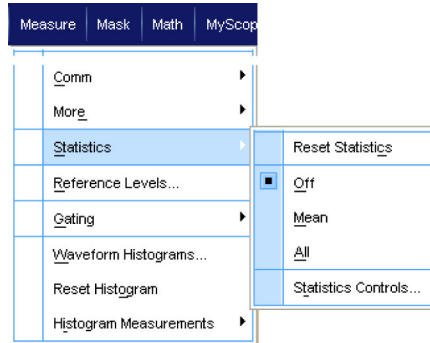 Measure Mask Math MyScop
Comm
More
Statistics
Reset Statistics
Reference Levels...
Off
Gating
Mean
Waveform Histograms...
All
Reset Histogram
Statistics Controls...
Histogram Measurements